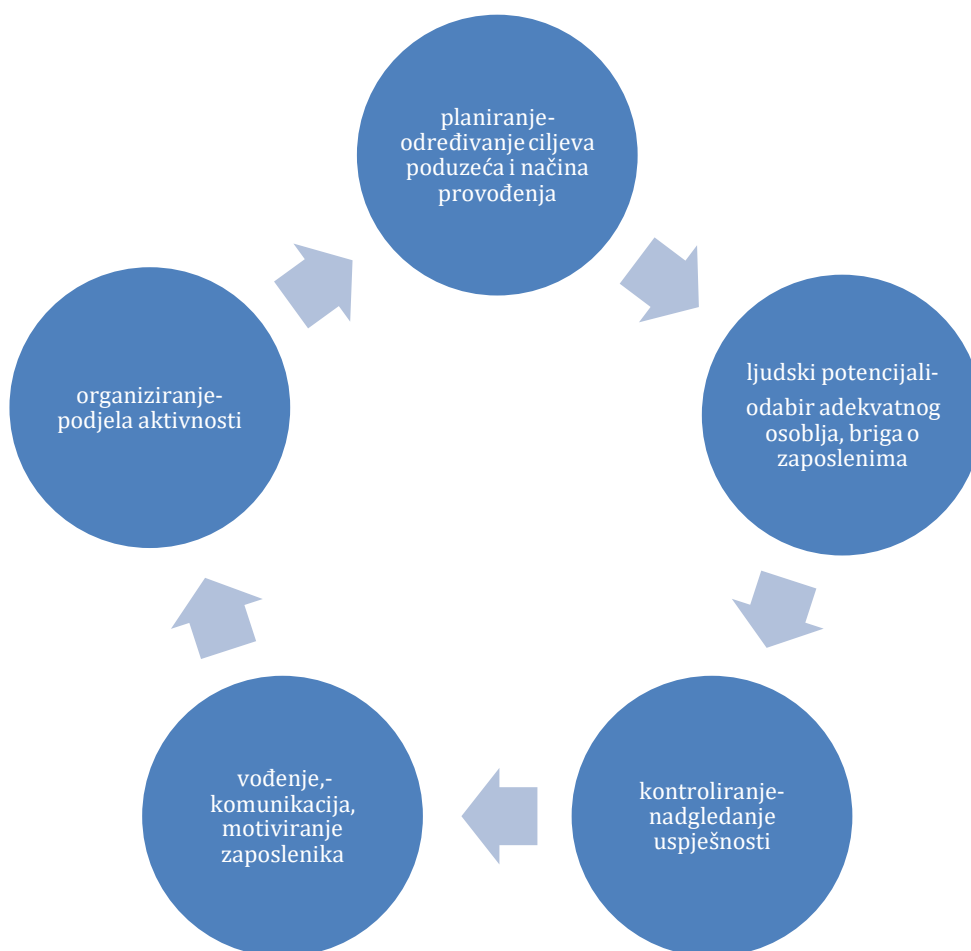 planiranje-
određivanje ciljeva
poduzeća i načina
provođenja
ljudski potencijali-
odabir adekvatnog
osoblja, briga o
zaposlenima
kontroliranje-
nadgledanje
uspješnosti
vođenje,-
komunikacija,
motiviranje
zaposlenika
organiziranje-
podjela aktivnosti